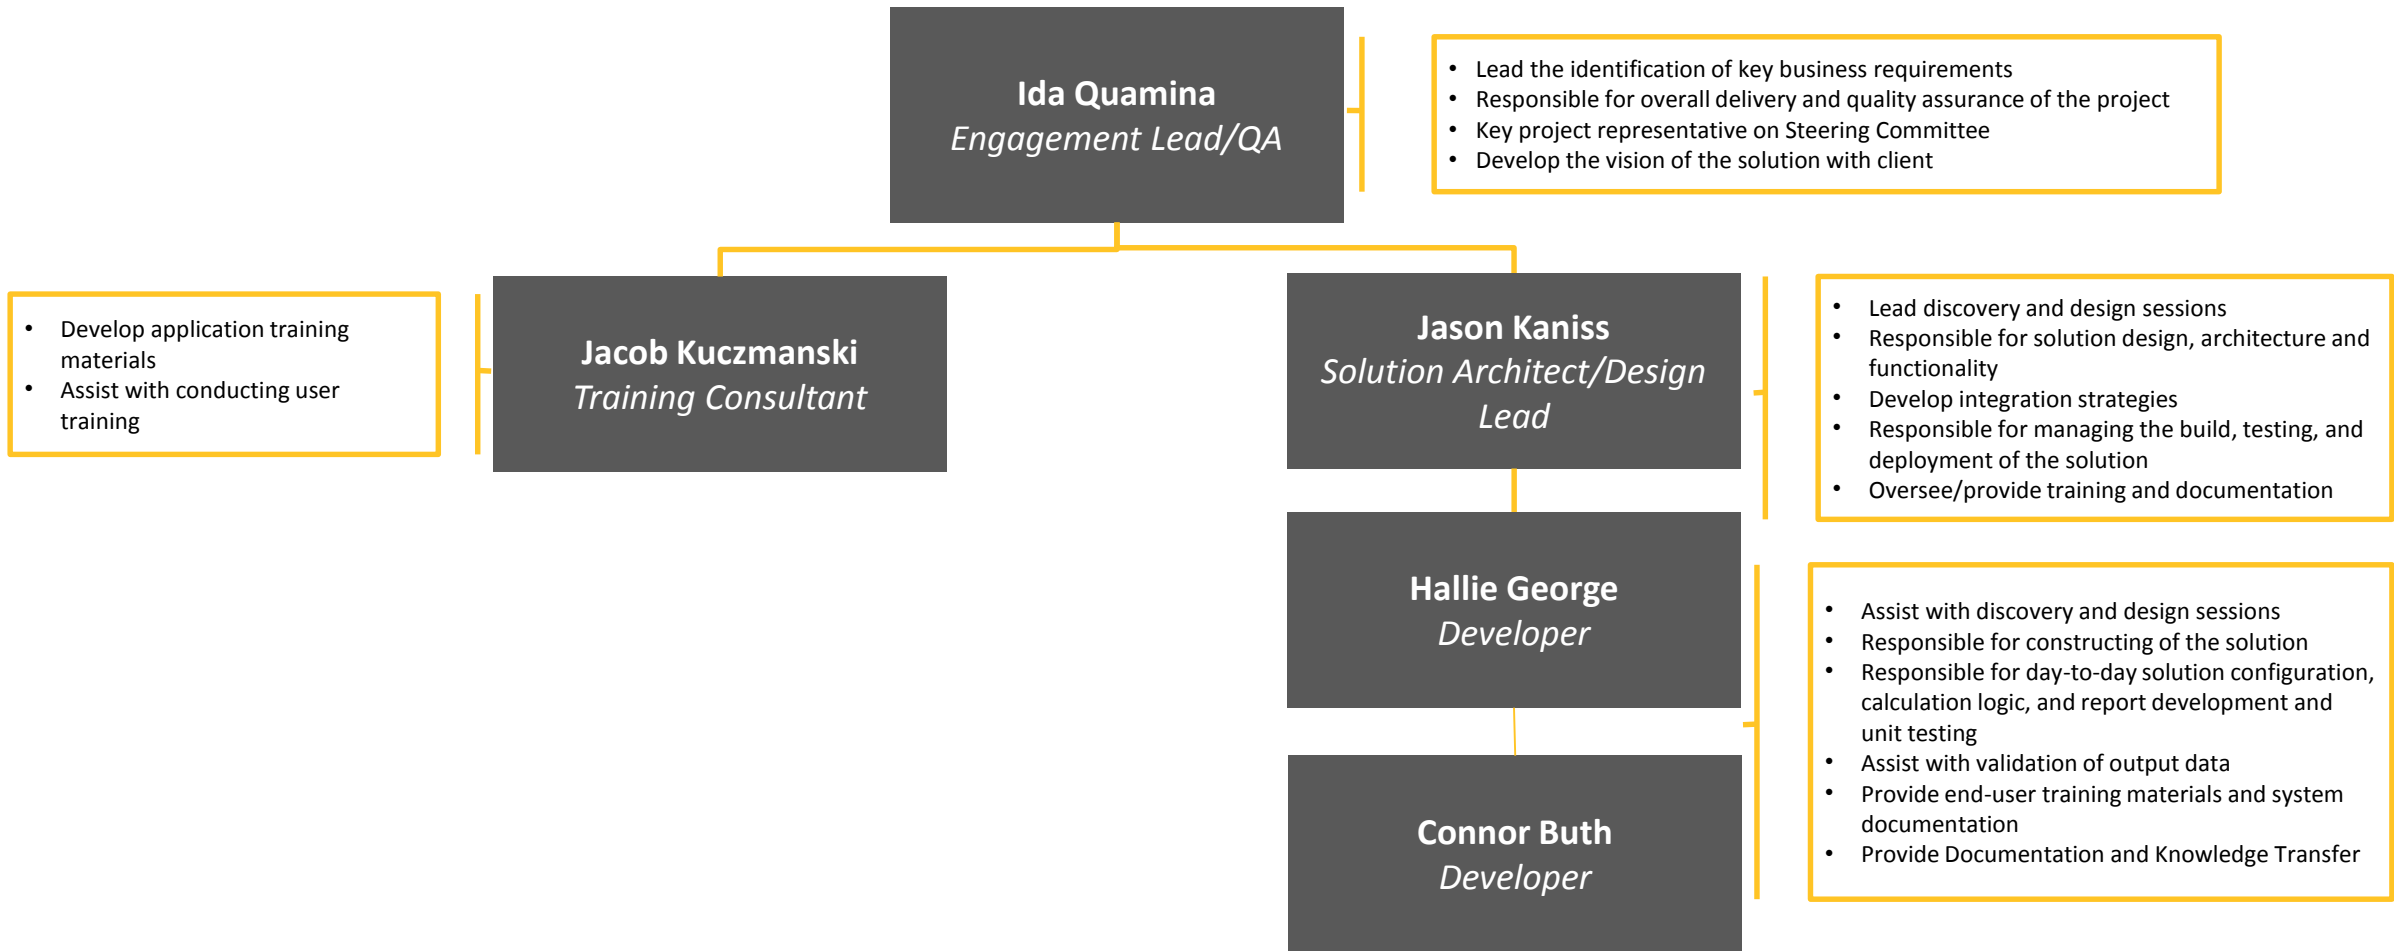 Ida Quamina
Engagement Lead/QA
• Lead the identification of key business requirements
• Responsible for overall delivery and quality assurance of the project
• Key project representative on Steering Committee
• Develop the vision of the solution with client
• Develop application training
materials
• Assist with conducting user
training
Jacob Kuczmanski
Training Consultant
Jason Kaniss
Solution Architect/Design
Lead
• Lead discovery and design sessions
• Responsible for solution design, architecture and
functionality
• Develop integration strategies
• Responsible for managing the build, testing, and
deployment of the solution
• Oversee/provide training and documentation
Hallie George
Developer
• Assist with discovery and design sessions
• Responsible for constructing of the solution
• Responsible for day-to-day solution configuration,
calculation logic, and report development and
unit testing
• Assist with validation of output data
• Provide end-user training materials and system
documentation
• Provide Documentation and Knowledge Transfer
Connor Buth
Developer